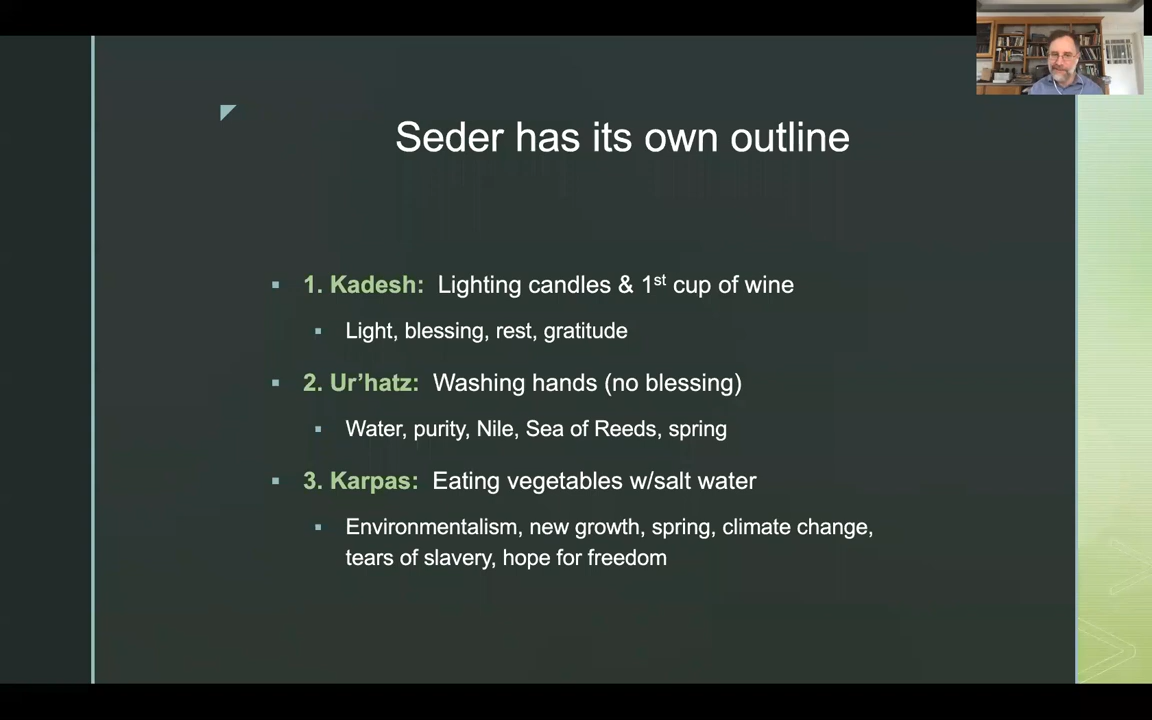 Seder has its own outline
▪ 1. Kadesh: Lighting candles & 1st cup of wine
▪ Light, blessing, rest, gratitude
▪ 2. Ur’hatz: Washing hands (no blessing)
▪ Water, purity, Nile, Sea of Reeds, spring
▪ 3. Karpas: Eating vegetables w/salt water
▪ Environmentalism, new growth, spring, climate change,
tears of slavery, hope for freedom